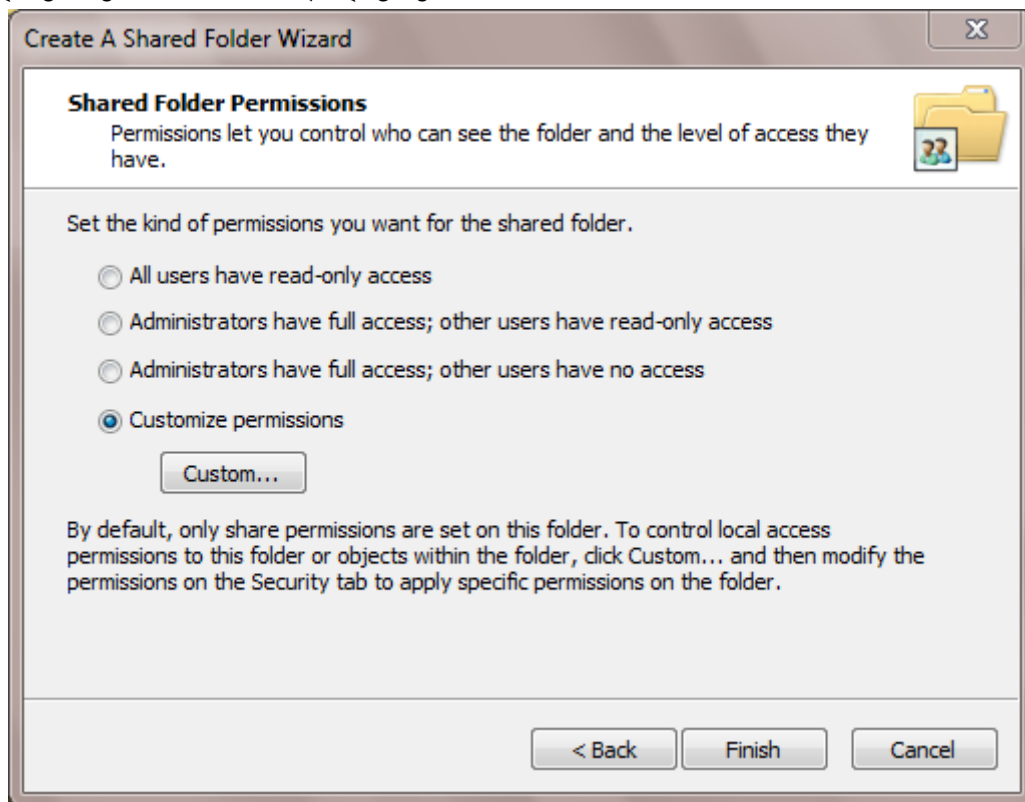 Create A Shared Folder Wizard
Shared Folder Permissions
Permissions let you control who can see the folder and the level of access they
have.
Set the kind of permissions you want for the shared folder.
All users have read-only access
Administrators have full access; other users have read-only access
Administrators have full access; other users have no access
Customize permissions
Custom...
By default, only share permissions are set on this folder. To control local access
permissions to this folder or objects within the folder, click Custom... and then modify the
permissions on the Security tab to apply specific permissions on the folder.
< Back Finish Cancel